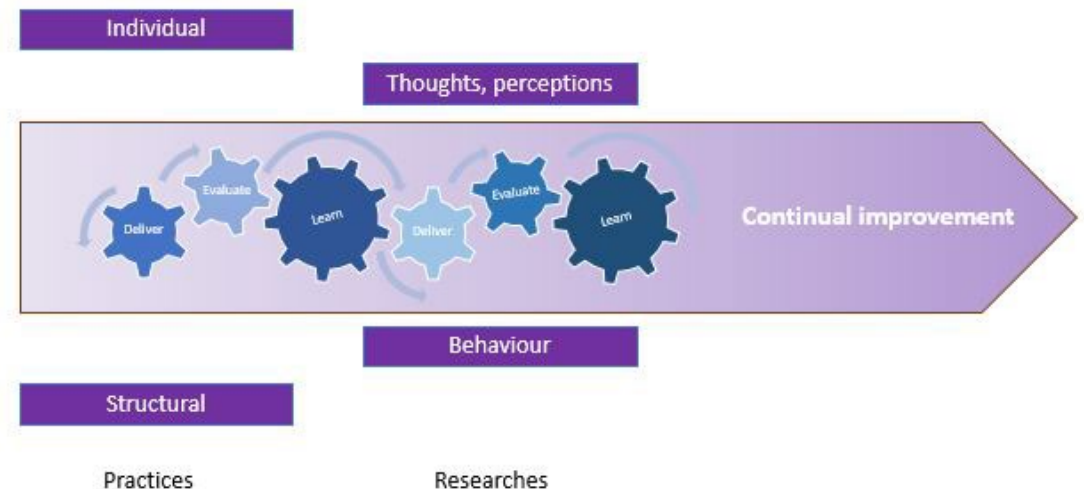 Individual
Thoughts, perceptions
Deliver
Evaluate
Learn
Deliver
Evaluate
Learn
Continual improvement
Behaviour
Structural
Practices
Researches